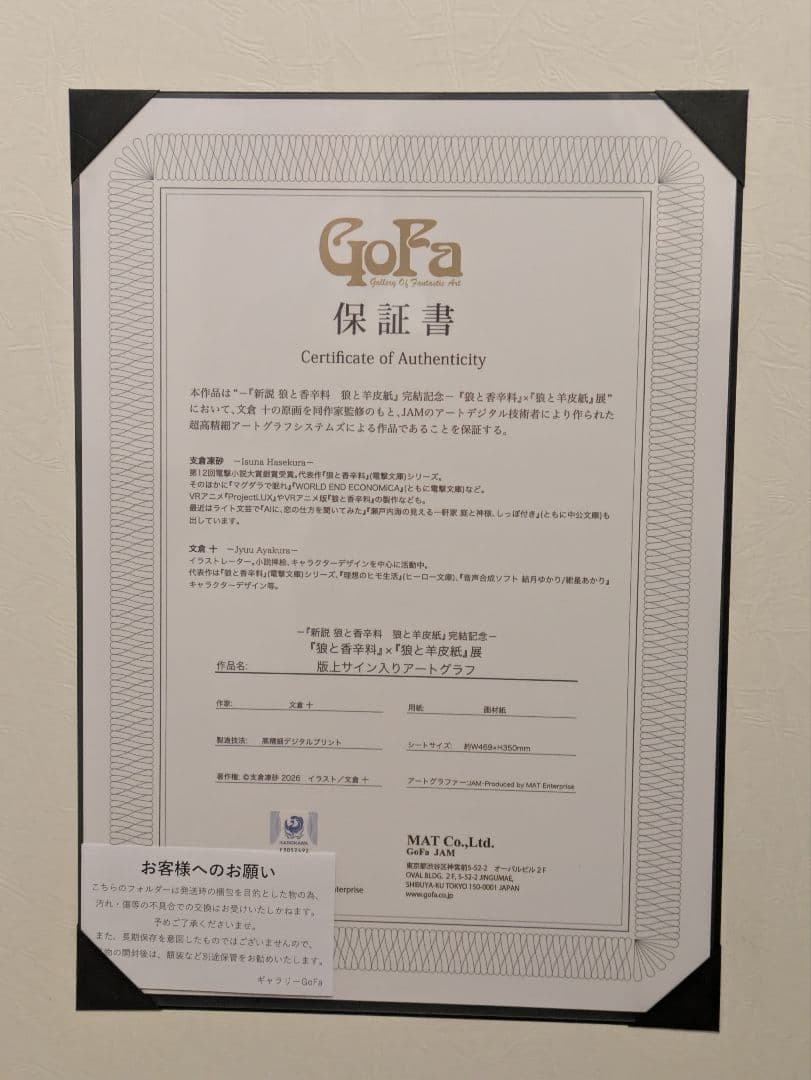 GoFa
Gallery Of Fantastic Art
保証書
Certificate of Authenticity
本作品は“−『新説 狼と香辛料　狼と羊皮紙』完結記念− 『狼と香辛料』×『狼と羊皮紙』展”
において、文倉 十の原画を同作家監修のもと、JAMのアートデジタル技術者により作られた
超高精細アートグラフシステムズによる作品であることを保証する。
支倉凍砂　−Isuna Hasekura−
第12回電撃小説大賞銀賞受賞。代表作『狼と香辛料』(電撃文庫)シリーズ。
そのほかに『マグダラで眠れ』『WORLD END ECONOMiCA』(ともに電撃文庫)など。
VRアニメ『ProjectLUX』やVRアニメ版『狼と香辛料』の製作なども。
最近はライト文芸で『AIに、恋の仕方を聞いてみた』『瀬戸内海の見える一軒家 庭と神様、しっぽ付き』(ともに中公文庫)も
出しています。
文倉 十　−Jyuu Ayakura−
イラストレーター。小説挿絵、キャラクターデザインを中心に活動中。
代表作は『狼と香辛料』(電撃文庫)シリーズ、『理想のヒモ生活』(ヒーロー文庫)、『音声合成ソフト 結月ゆかり/紲星あかり』
キャラクターデザイン等。
−『新説 狼と香辛料　狼と羊皮紙』完結記念−
『狼と香辛料』×『狼と羊皮紙』展
作品名:　版上サイン入りアートグラフ
作家:　文倉 十
用紙:　画材紙
製造技法:　高精細デジタルプリント
シートサイズ:　約W469×H350mm
著作権: ©支倉凍砂 2026　イラスト／文倉 十
アートグラファー:JAM・Produced by MAT Enterprise
KADOKAWA
MAT Co.,Ltd.
GoFa JAM
東京都渋谷区神宮前5-52-2　オーバルビル２F
OVAL BLDG. 2 F, 5-52-2 JINGUMAE,
SHIBUYA-KU TOKYO 150-0001 JAPAN
www.gofa.co.jp
nterprise
お客様へのお願い
こちらのフォルダーは発送時の梱包を目的とした物の為、
汚れ・傷等の不具合での交換はお受けいたしかねます。
予めご了承くださいませ。
また、長期保存を意図したものではございませんので、
物の開封後は、額装など別途保管をお勧めいたします。
ギャラリーGoFa